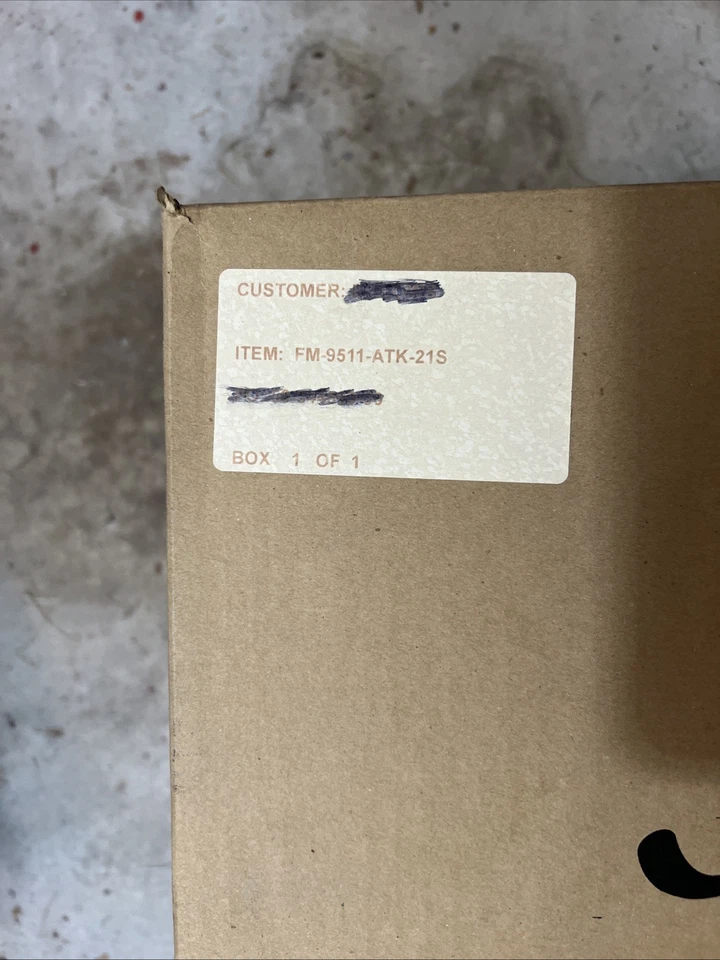 CUSTOMER:
ITEM: FM-9511-ATK-21S
BOX 1 OF 1